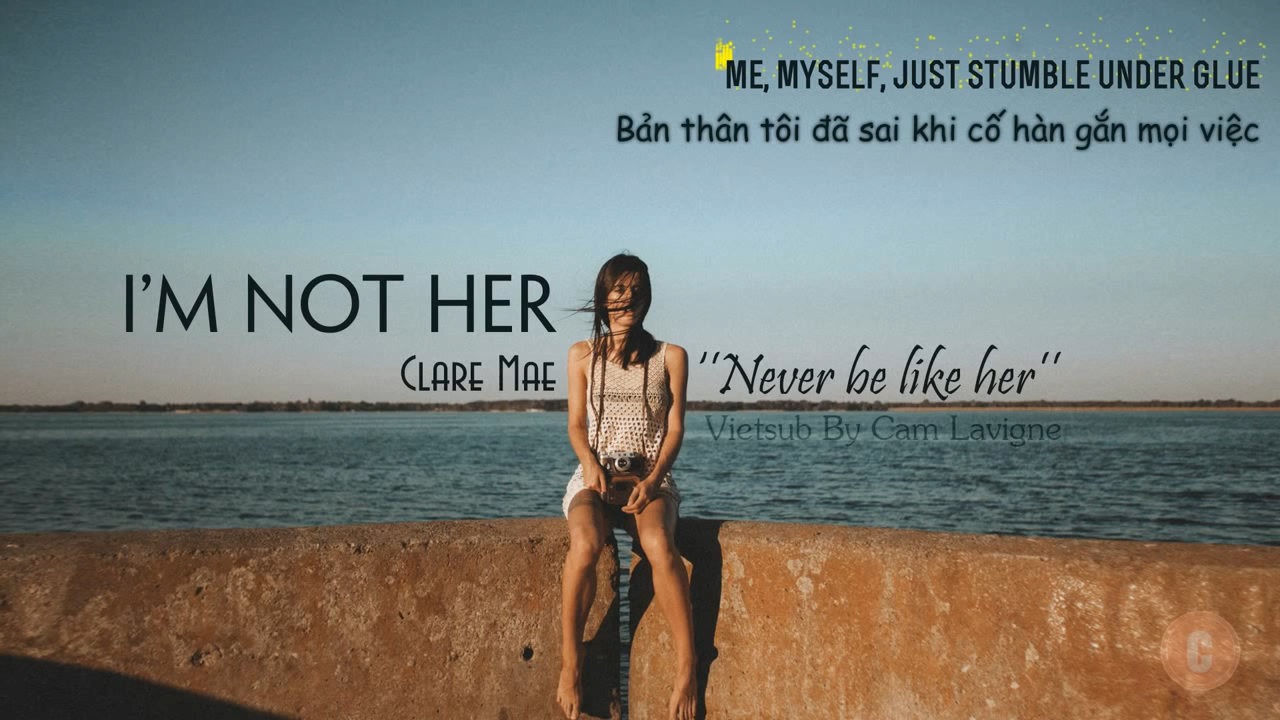 ME, MYSELF, JUST STUMBLE UNDER GLUE
Bản thân tôi đã sai khi cố hàn gắn mọi việc
I'M NOT HER
Clare Mae
''Never be like her''
Vietsub By Cam Lavigne
C